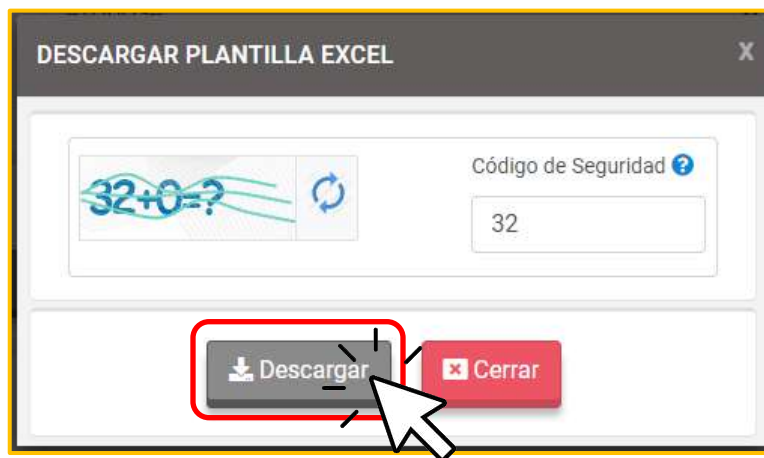 DESCARGAR PLANTILLA EXCEL
X
32+0=?
Código de Seguridad ?
32
Descargar
Cerrar